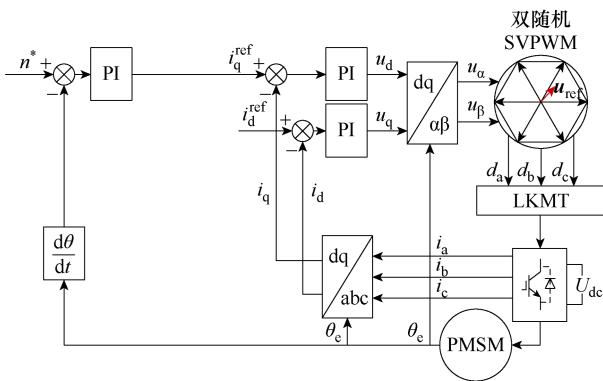 双随机
SVPWM
n* + −
PI
i_q^ref + −
PI
u_d
dq
αβ
u_α
u_β
u_ref
i_d^ref + −
PI
u_q
d_a d_b d_c
LKMT
i_q
i_d
dθ
dt
dq
abc
i_a
i_b
i_c
U_dc
θ_e
θ_e
PMSM